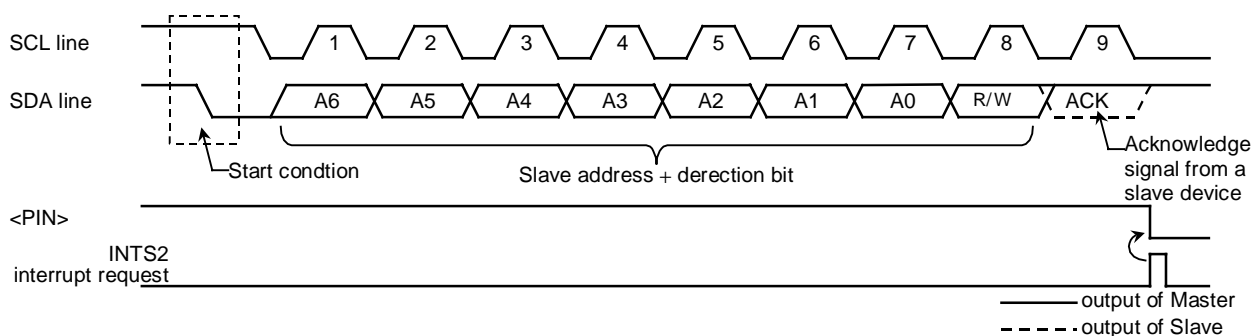 SCL line
1 2 3 4 5 6 7 8 9
SDA line
A6 A5 A4 A3 A2 A1 A0 R/W ACK
Start condtion
Slave address + derection bit
Acknowledge
signal from a
slave device
<PIN>
INTS2
interrupt request
output of Master
output of Slave